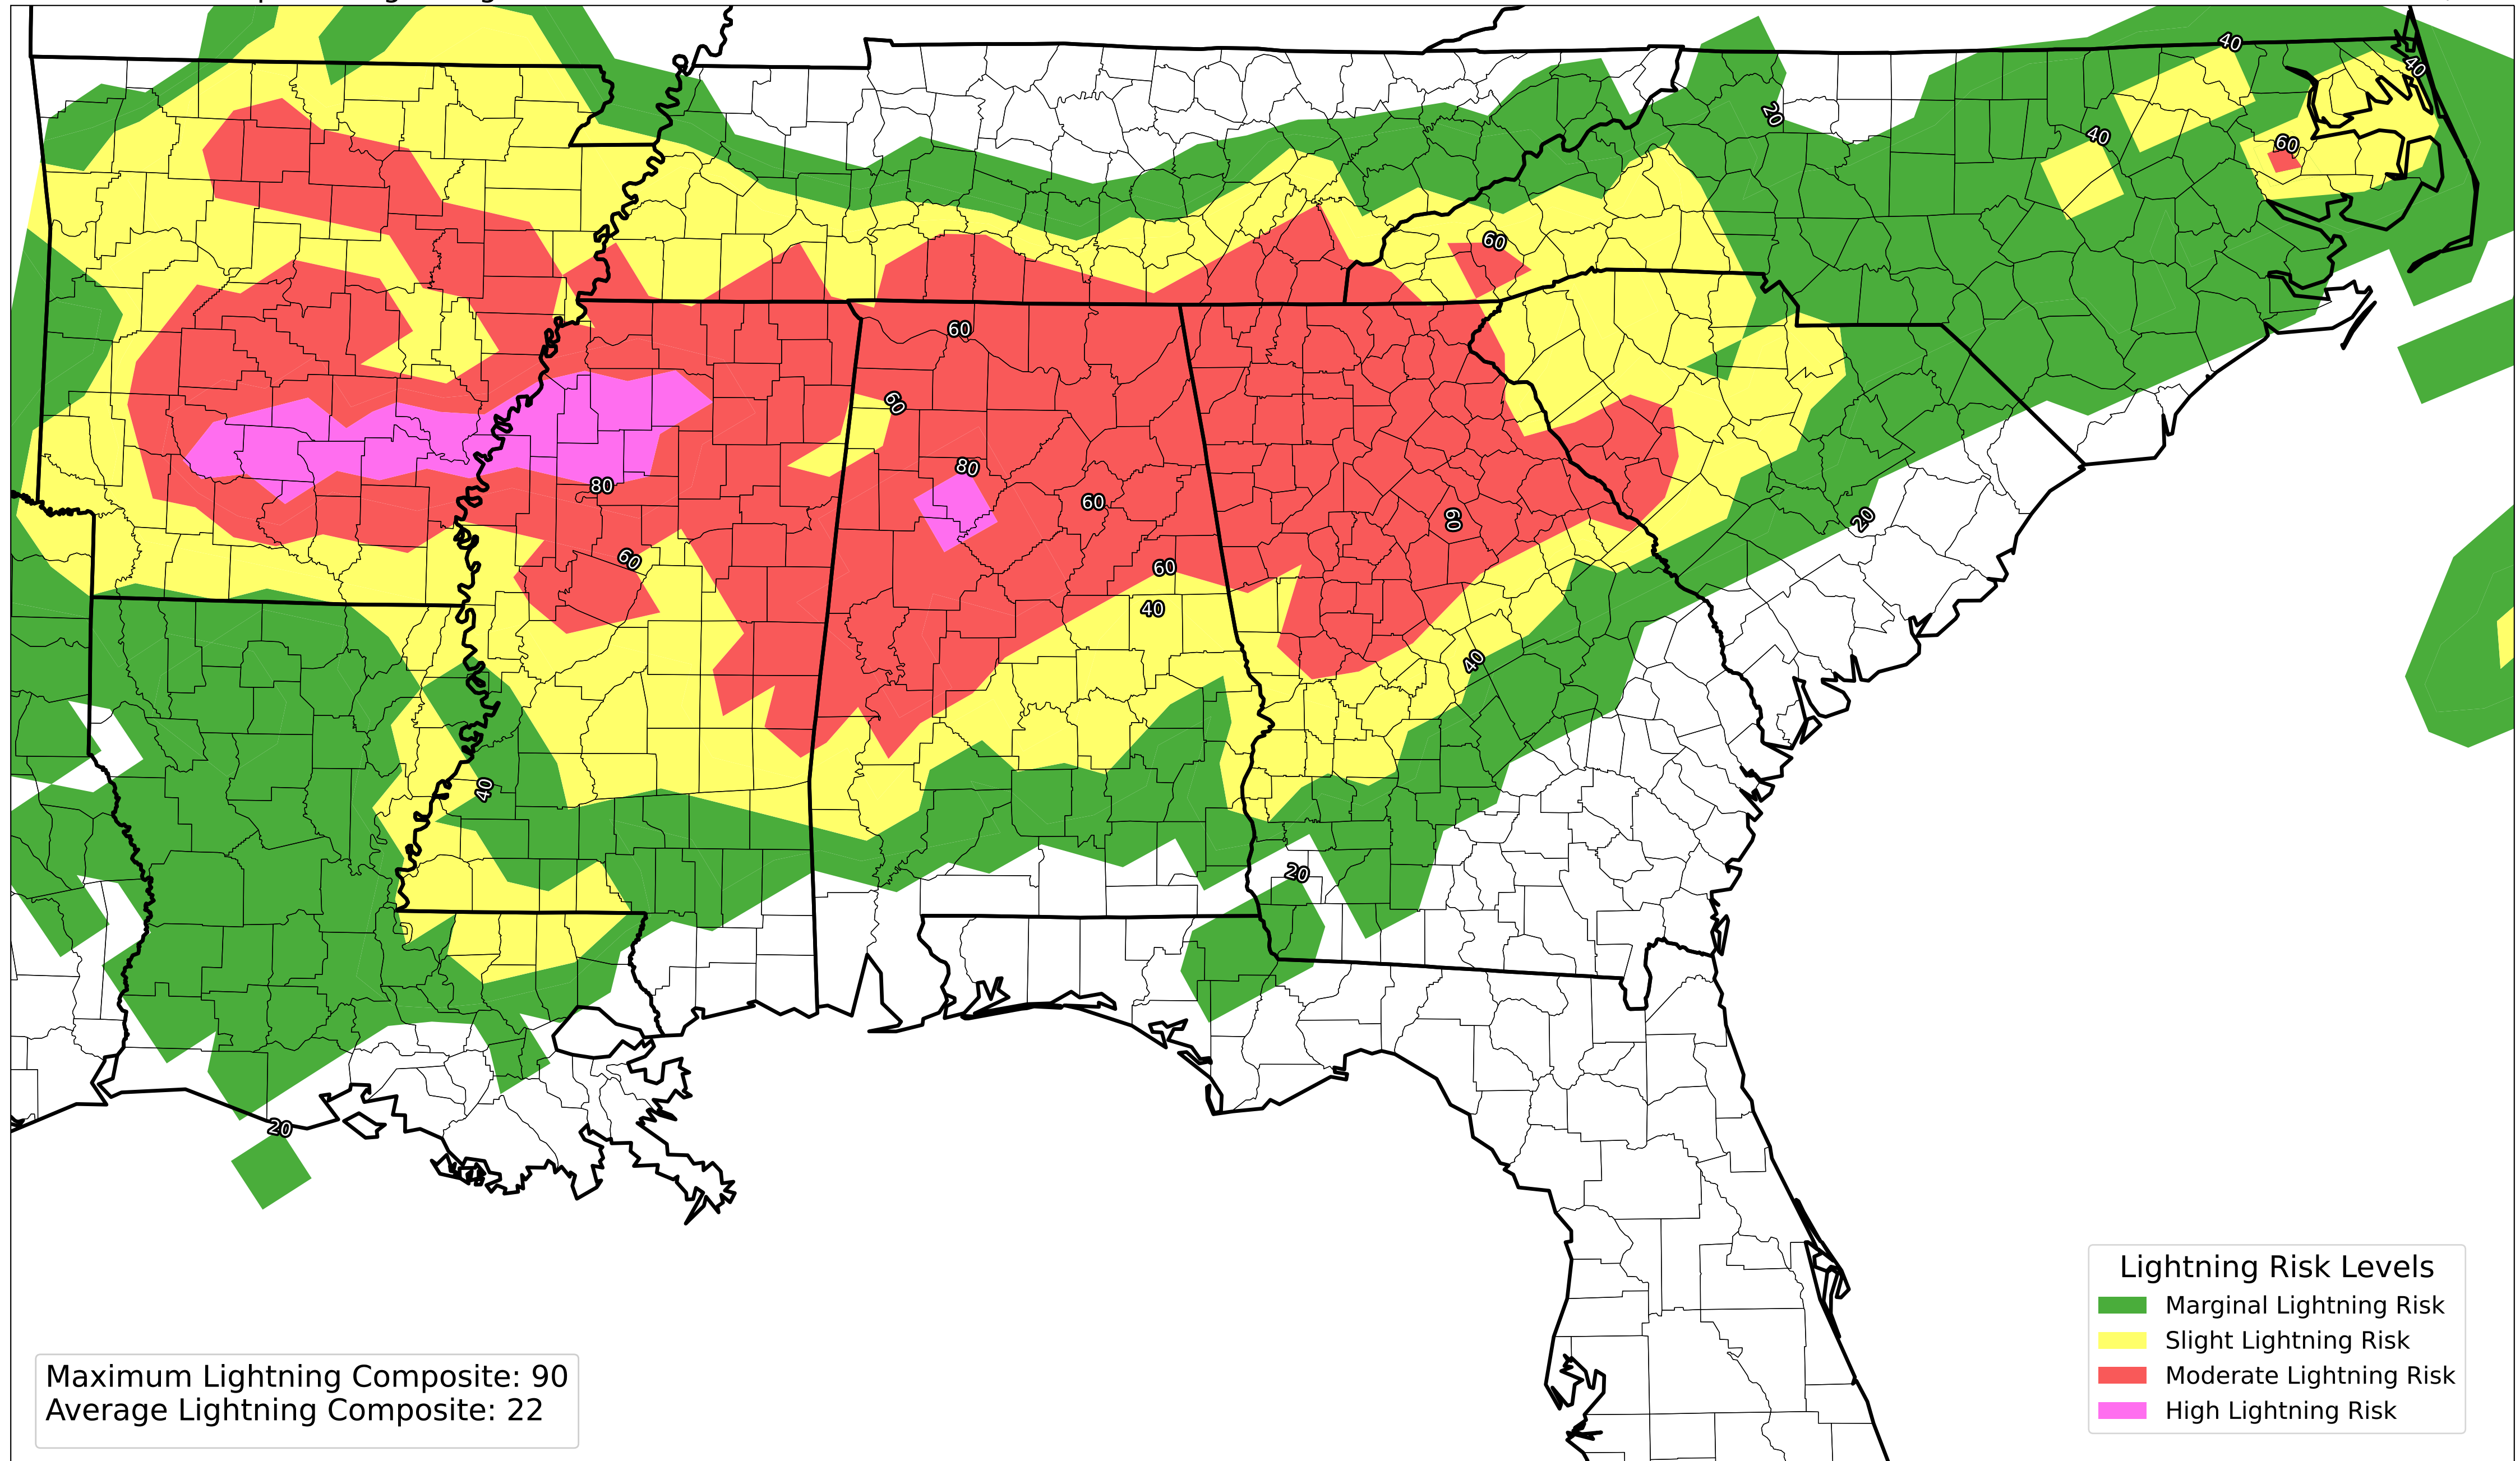 40
40
20
40
60
60
60
60
80
80
60
60
20
60
60
40
40
40
20
20
Lightning Risk Levels
Marginal Lightning Risk
Slight Lightning Risk
Moderate Lightning Risk
High Lightning Risk
Maximum Lightning Composite: 90
Average Lightning Composite: 22